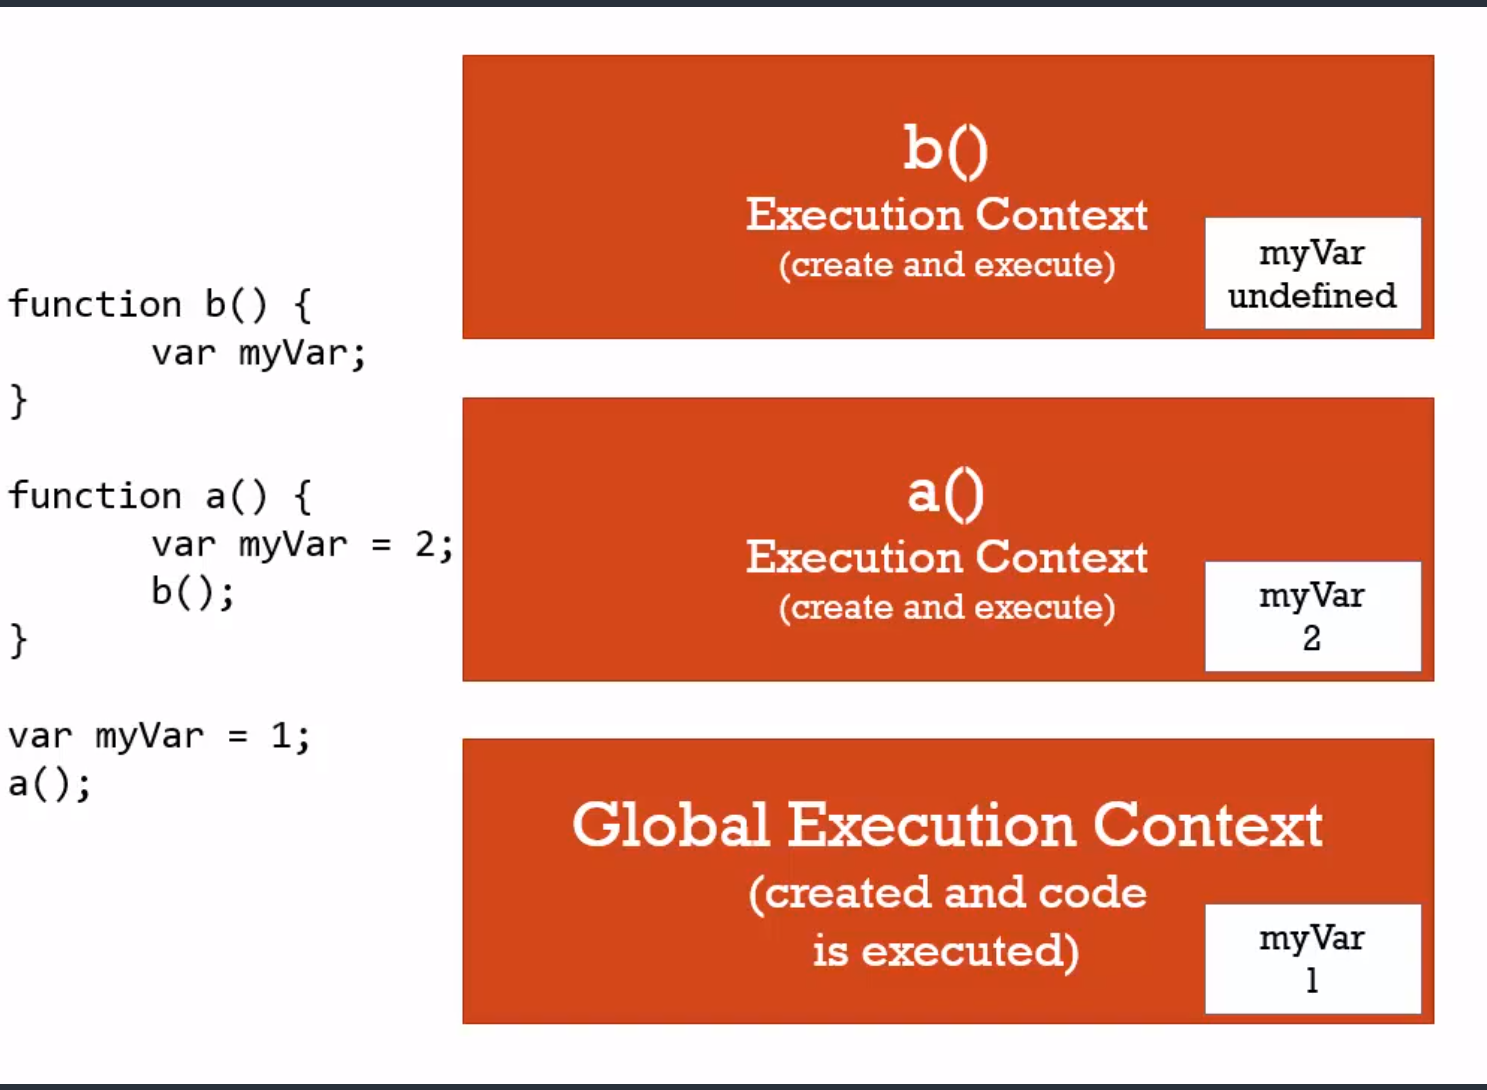 function b() {
	var myVar;
}
function a() {
	var myVar = 2;
	b();
}
var myVar = 1;
a();
b()
Execution Context
(create and execute)
myVar
undefined
a()
Execution Context
(create and execute)
myVar
2
Global Execution Context
(created and code
is executed)
myVar
1